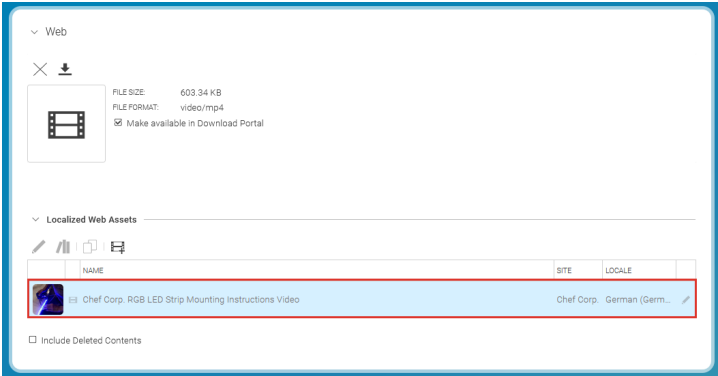 Web
FILE SIZE: 603.34 KB
FILE FORMAT: video/mp4
Make available in Download Portal
Localized Web Assets
NAME SITE LOCALE
Chef Corp. RGB LED Strip Mounting Instructions Video Chef Corp. German (Germ...
Include Deleted Contents